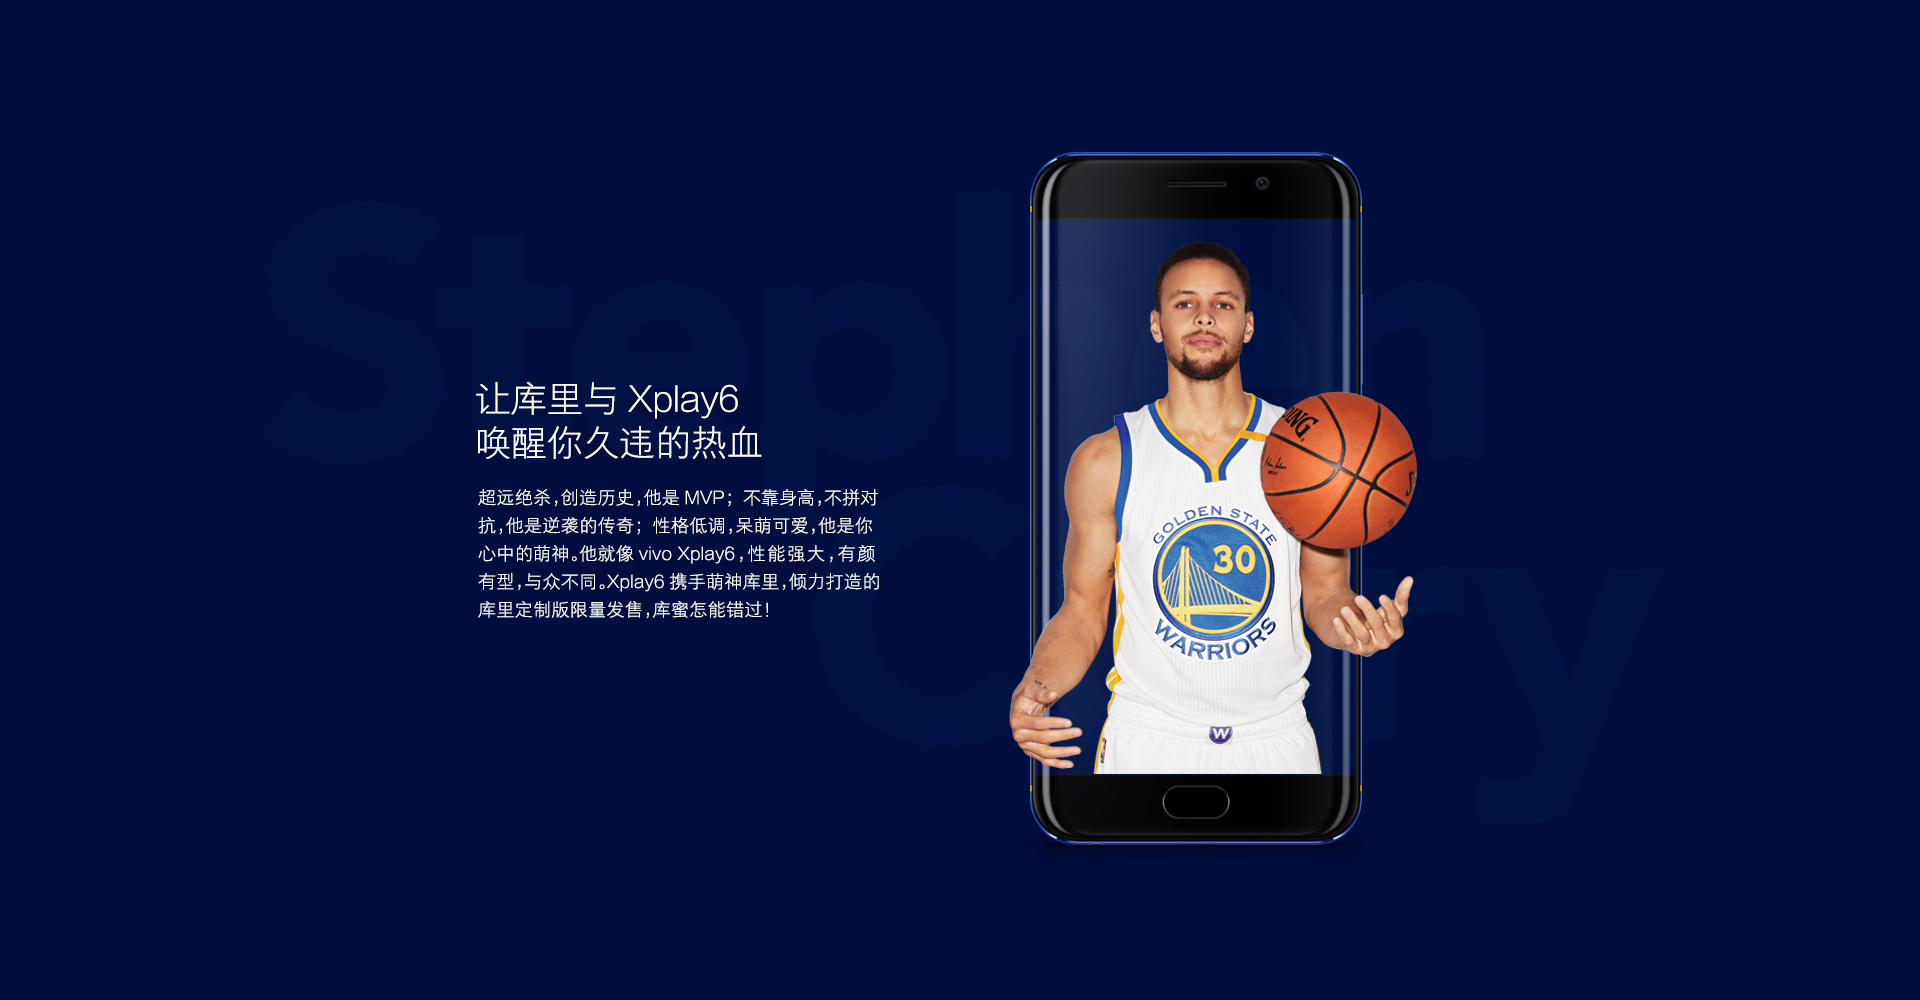 Stephen
Curry
让库里与 Xplay6
唤醒你久违的热血
超远绝杀,创造历史,他是 MVP；不靠身高,不拼对
抗,他是逆袭的传奇；性格低调,呆萌可爱,他是你
心中的萌神。他就像 vivo Xplay6,性能强大,有颜
有型,与众不同。Xplay6 携手萌神库里,倾力打造的
库里定制版限量发售,库蜜怎能错过！
GOLDEN STATE
30
WARRIORS
W